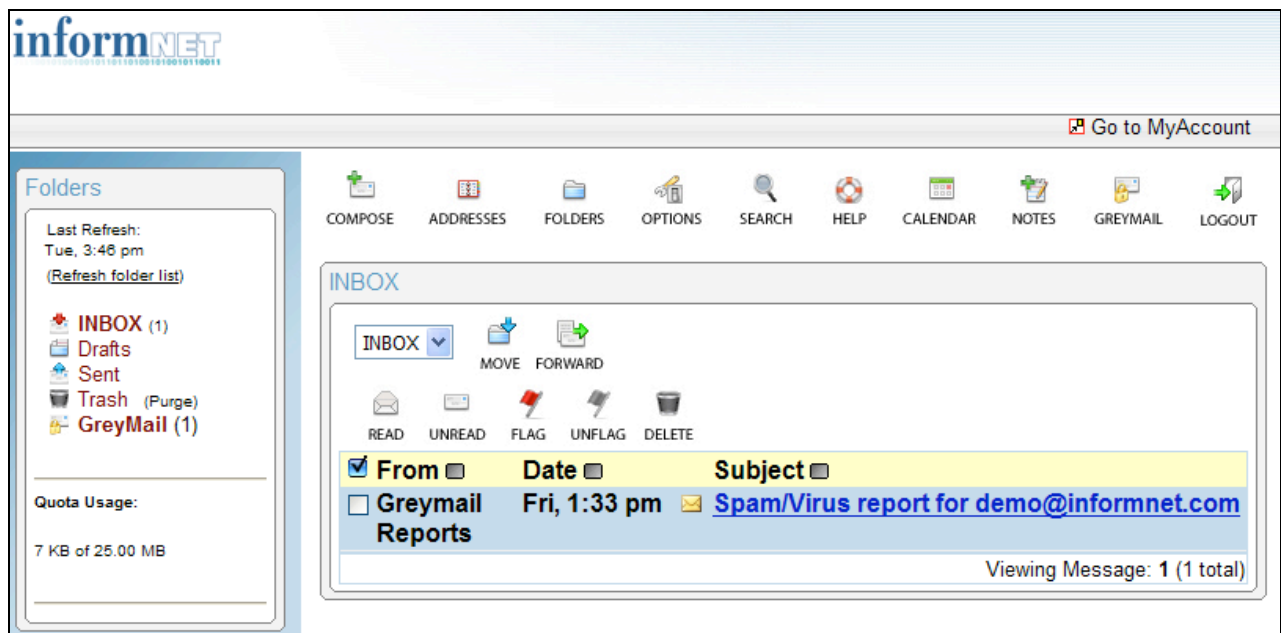 informNET
Go to MyAccount
Folders
Last Refresh:
Tue, 3:46 pm
(Refresh folder list)
INBOX (1)
Drafts
Sent
Trash (Purge)
GreyMail (1)
Quota Usage:
7 KB of 25.00 MB
COMPOSE ADDRESSES FOLDERS OPTIONS SEARCH HELP CALENDAR NOTES GREYMAIL LOGOUT
INBOX
INBOX MOVE FORWARD
READ UNREAD FLAG UNFLAG DELETE
From Date Subject
Greymail Fri, 1:33 pm Spam/Virus report for demo@informnet.com
Reports
Viewing Message: 1 (1 total)